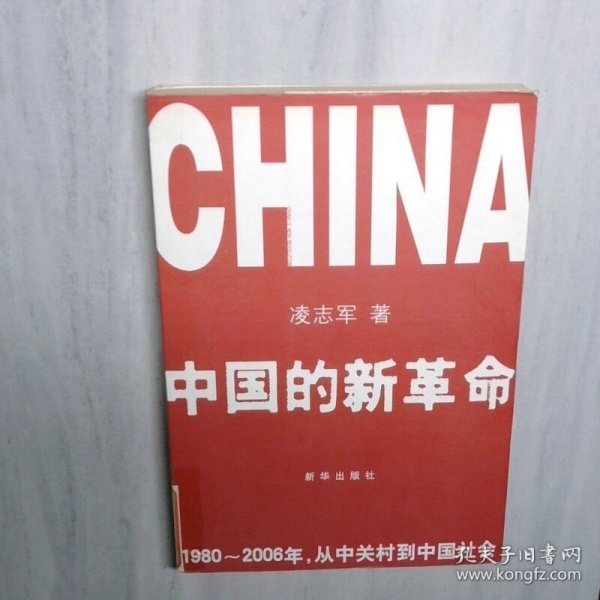 CHINA
凌志军 著
中国的新革命
新华出版社
1980～2006年，从中关村到中国社会
孔夫子旧书网
www.kongfz.com